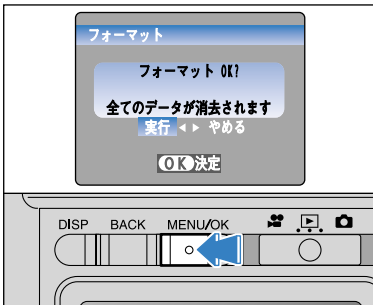 フォーマット
フォーマット OK?
全てのデータが消去されます
実行 やめる
OK 決定
DISP BACK MENU/OK